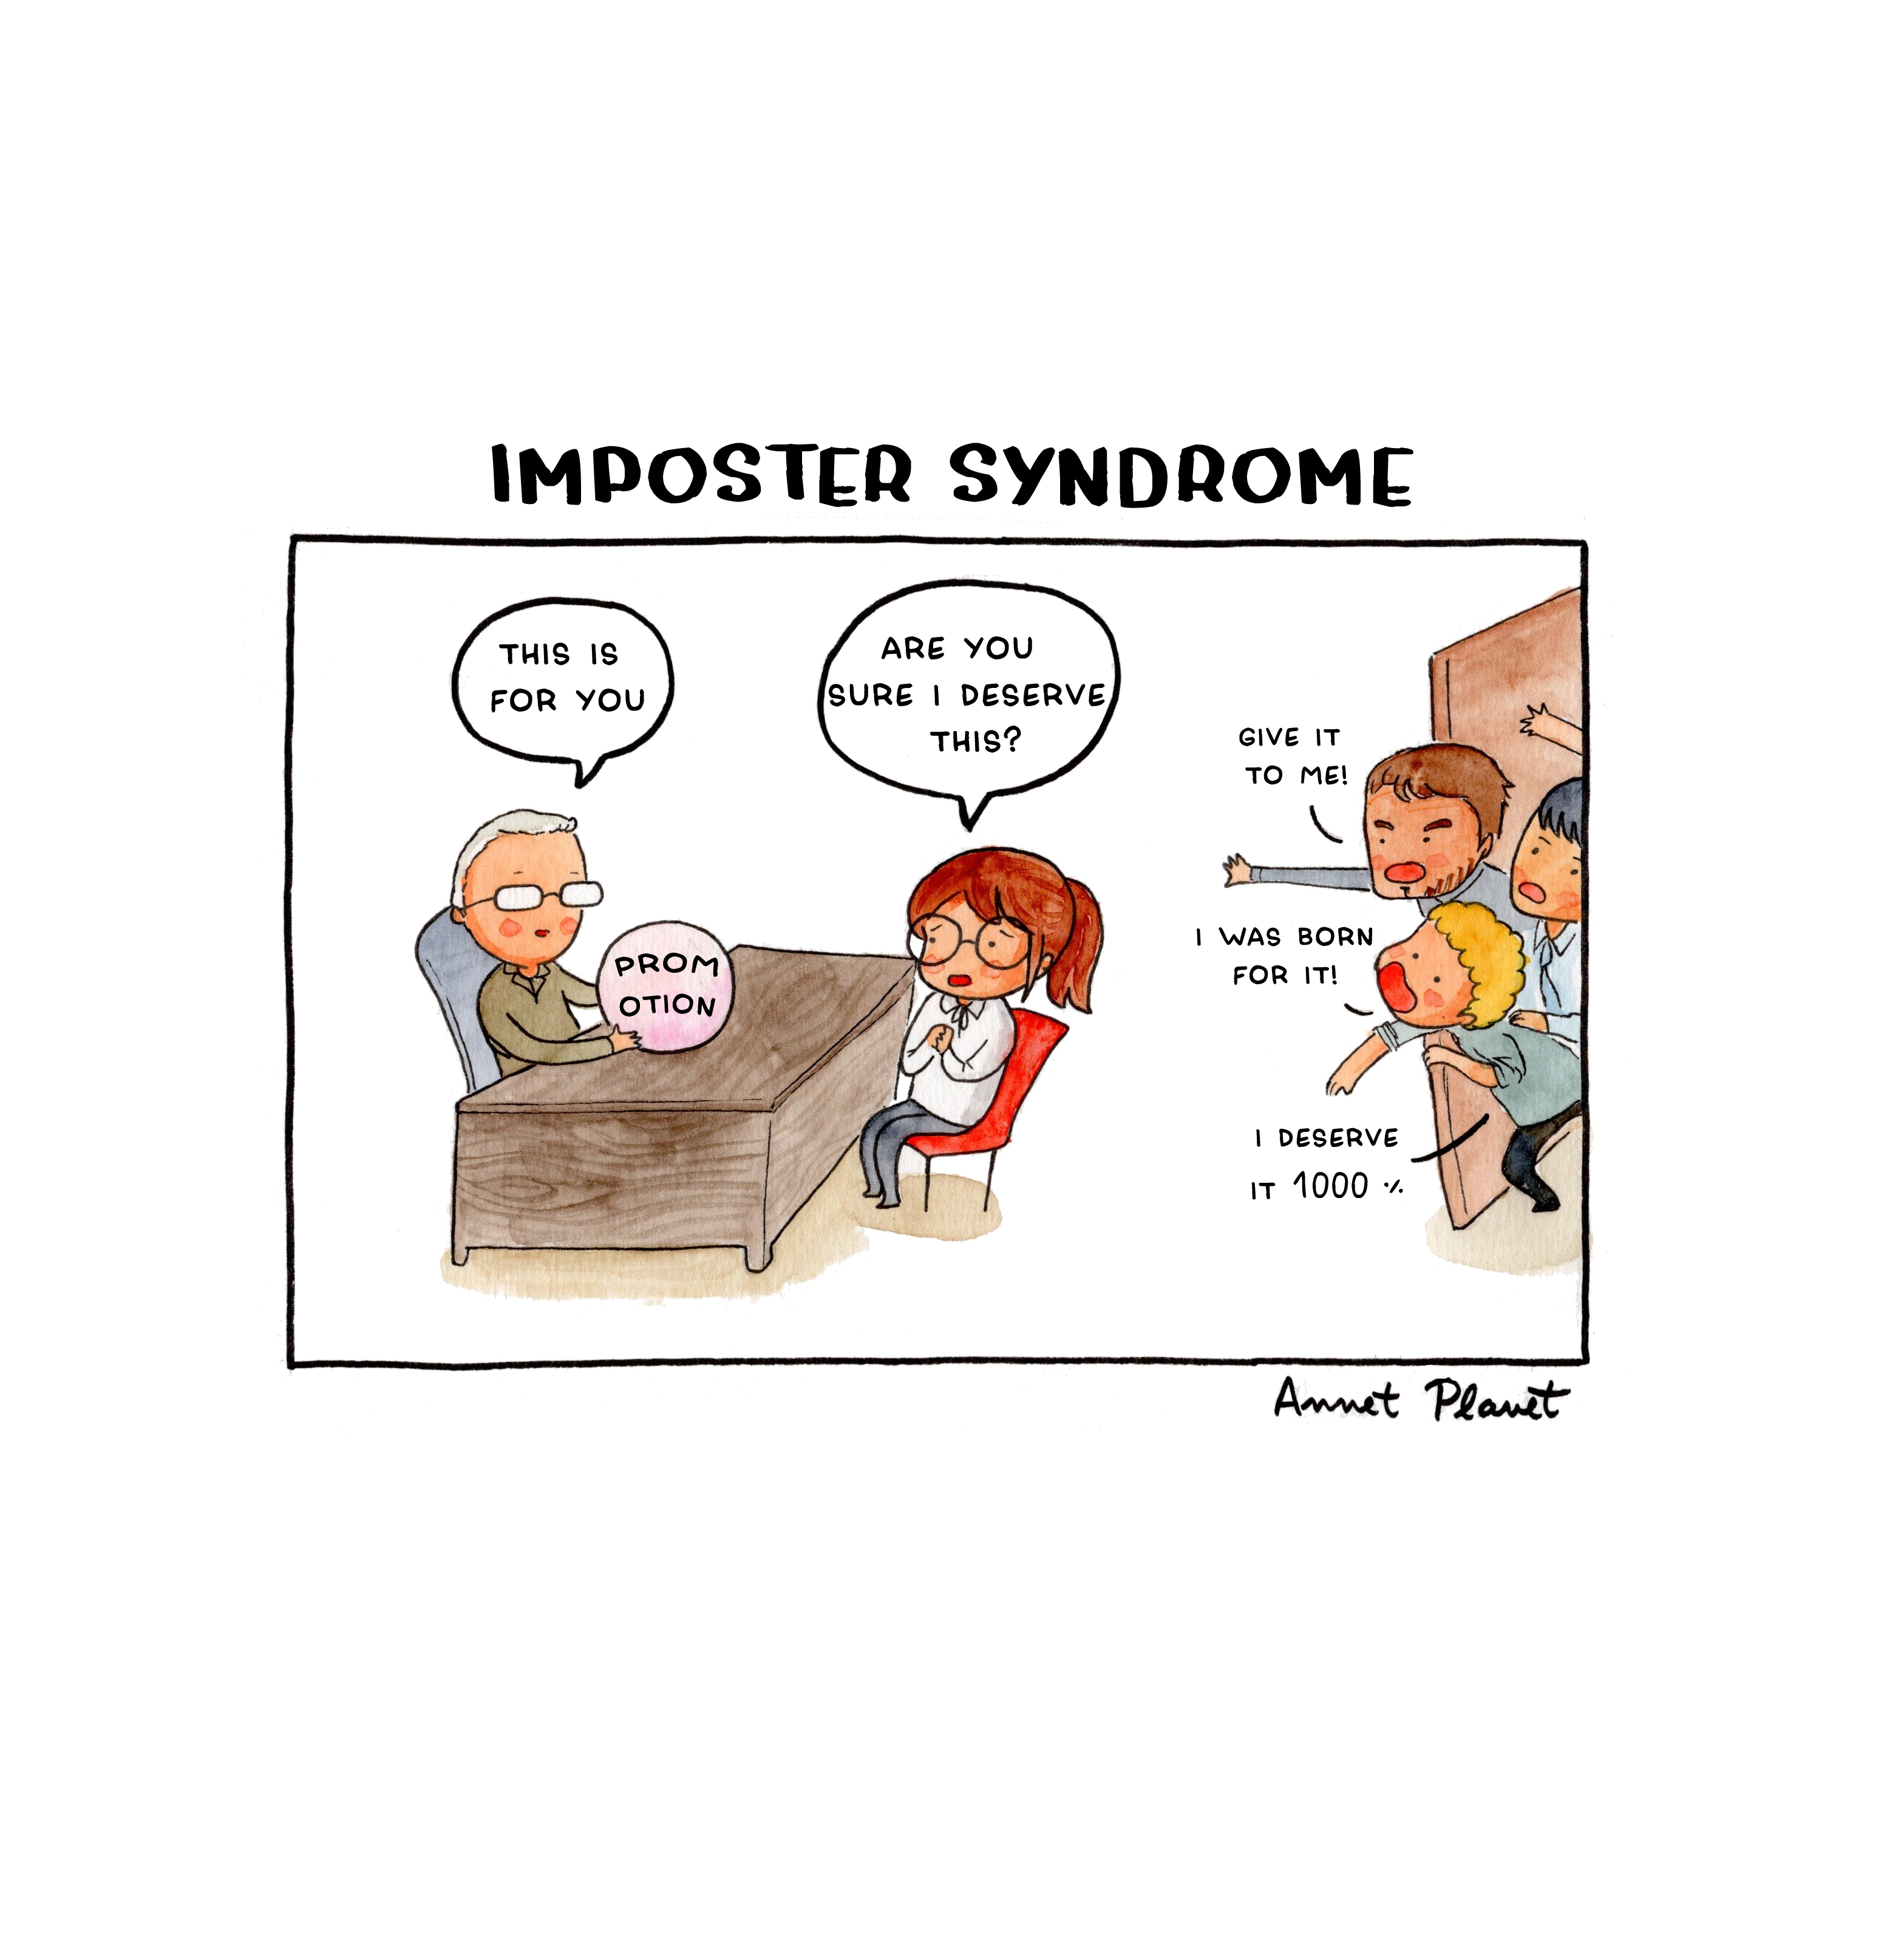 IMPOSTER SYNDROME
THIS IS
FOR YOU
ARE YOU
SURE I DESERVE
THIS?
PROM
OTION
GIVE IT
TO ME!
I WAS BORN
FOR IT!
I DESERVE
IT 1000 %
Annet Planet